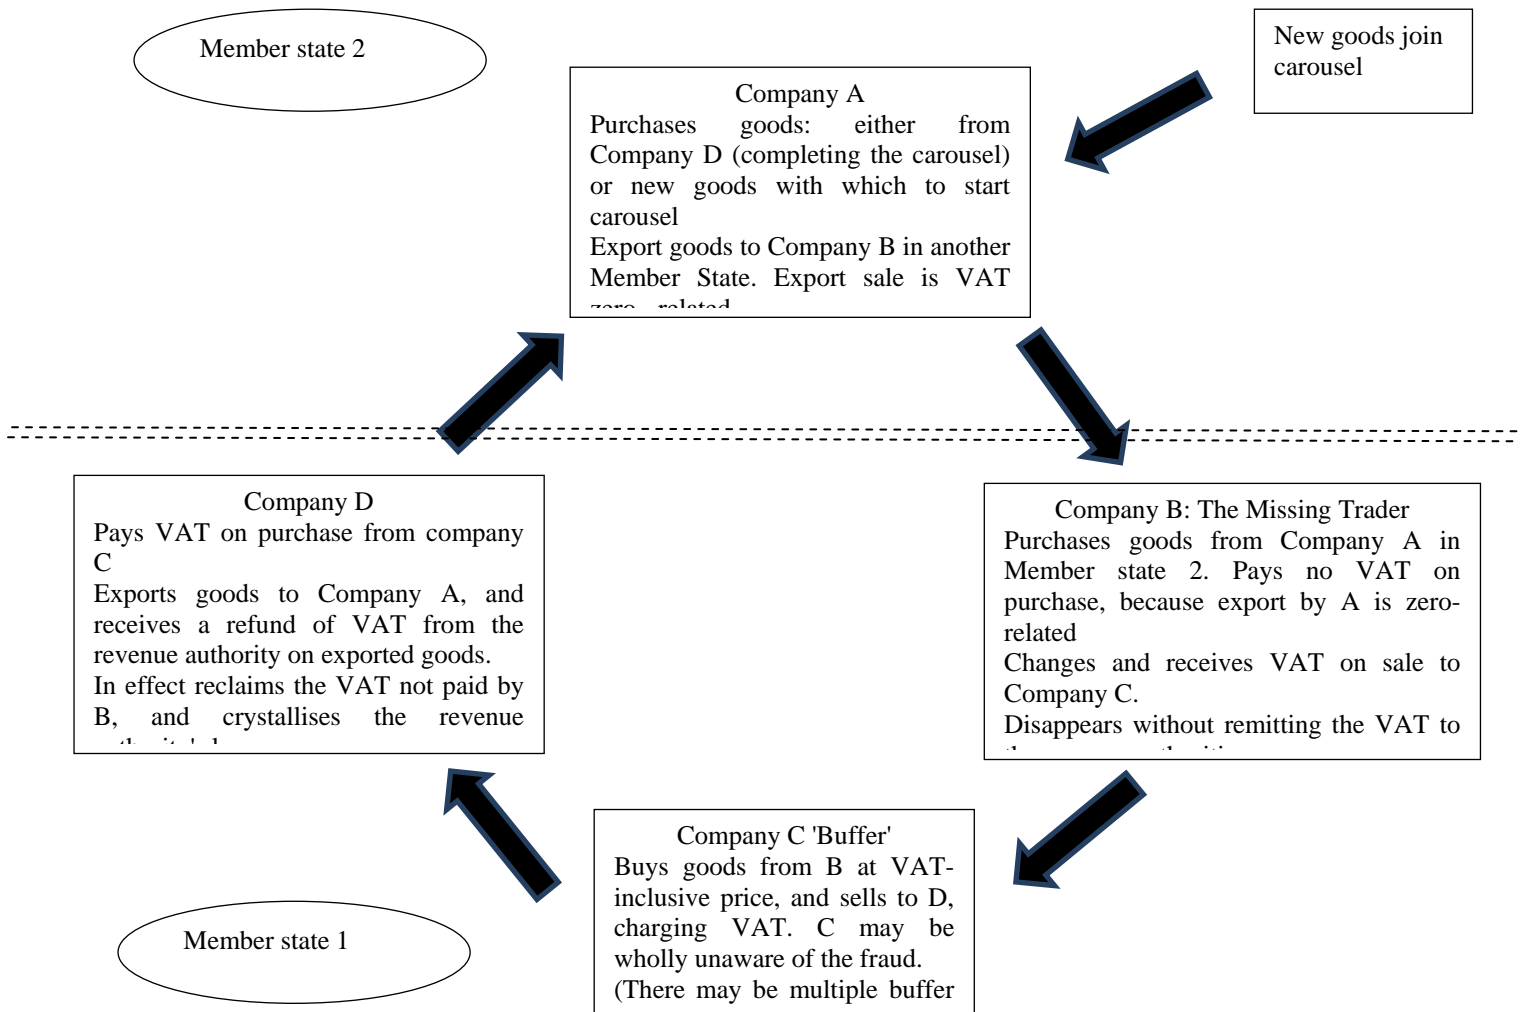 Member state 2
New goods join
carousel
Company A
Purchases goods: either from
Company D (completing the carousel)
or new goods with which to start
carousel
Export goods to Company B in another
Member State. Export sale is VAT
Company D
Pays VAT on purchase from company
C
Exports goods to Company A, and
receives a refund of VAT from the
revenue authority on exported goods.
In effect reclaims the VAT not paid by
B, and crystallises the revenue
Company B: The Missing Trader
Purchases goods from Company A in
Member state 2. Pays no VAT on
purchase, because export by A is zero-
related
Changes and receives VAT on sale to
Company C.
Disappears without remitting the VAT to
Company C 'Buffer'
Buys goods from B at VAT-
inclusive price, and sells to D,
charging VAT. C may be
wholly unaware of the fraud.
(There may be multiple buffer
Member state 1